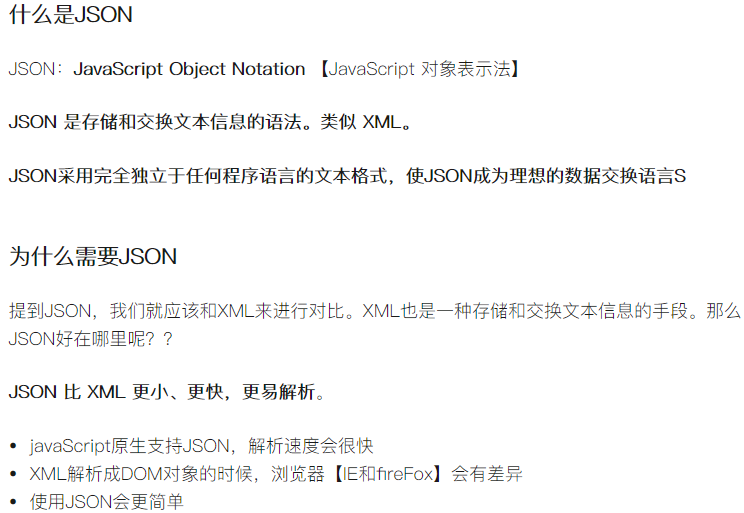 什么是JSON
JSON：JavaScript Object Notation 【JavaScript 对象表示法】
JSON 是存储和交换文本信息的语法。类似 XML。
JSON采用完全独立于任何程序语言的文本格式，使JSON成为理想的数据交换语言S
为什么需要JSON
提到JSON，我们就应该和XML来进行对比。XML也是一种存储和交换文本信息的手段。那么
JSON好在哪里呢？？
JSON 比 XML 更小、更快，更易解析。
• javaScript原生支持JSON，解析速度会很快
• XML解析成DOM对象的时候，浏览器【IE和fireFox】会有差异
• 使用JSON会更简单